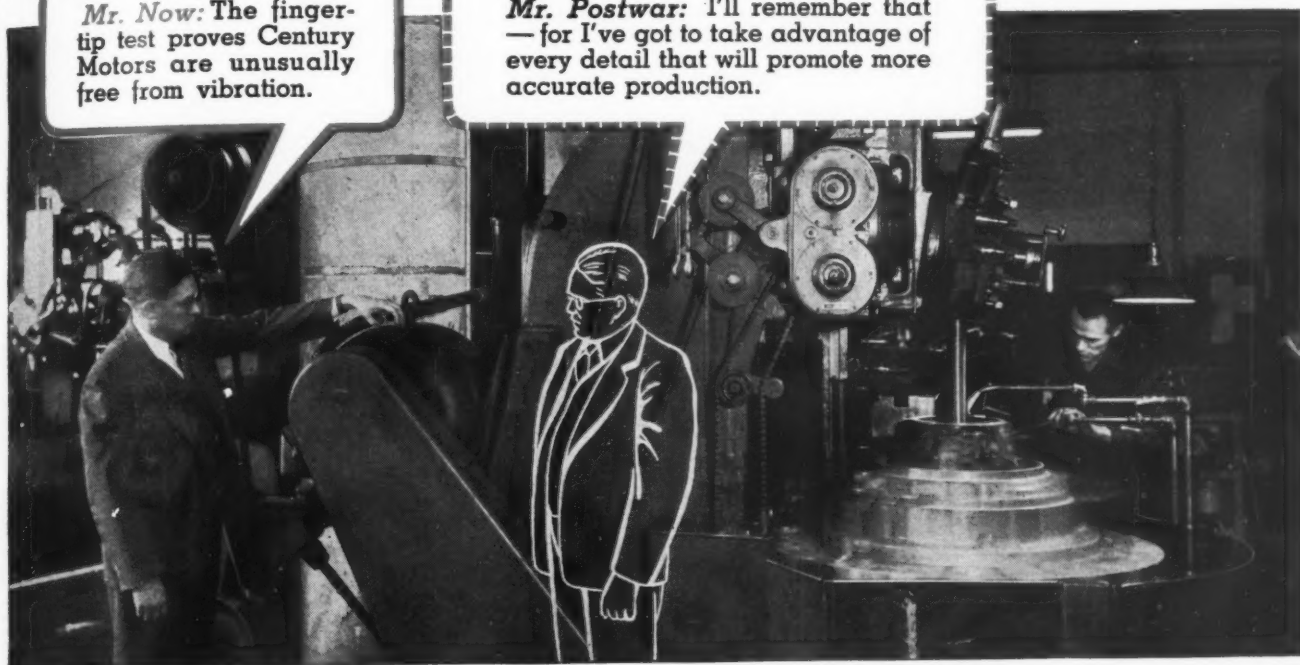 Mr. Now: The finger-
tip test proves Century
Motors are unusually
free from vibration.
Mr. Postwar: I'll remember that
— for I've got to take advantage of
every detail that will promote more
accurate production.